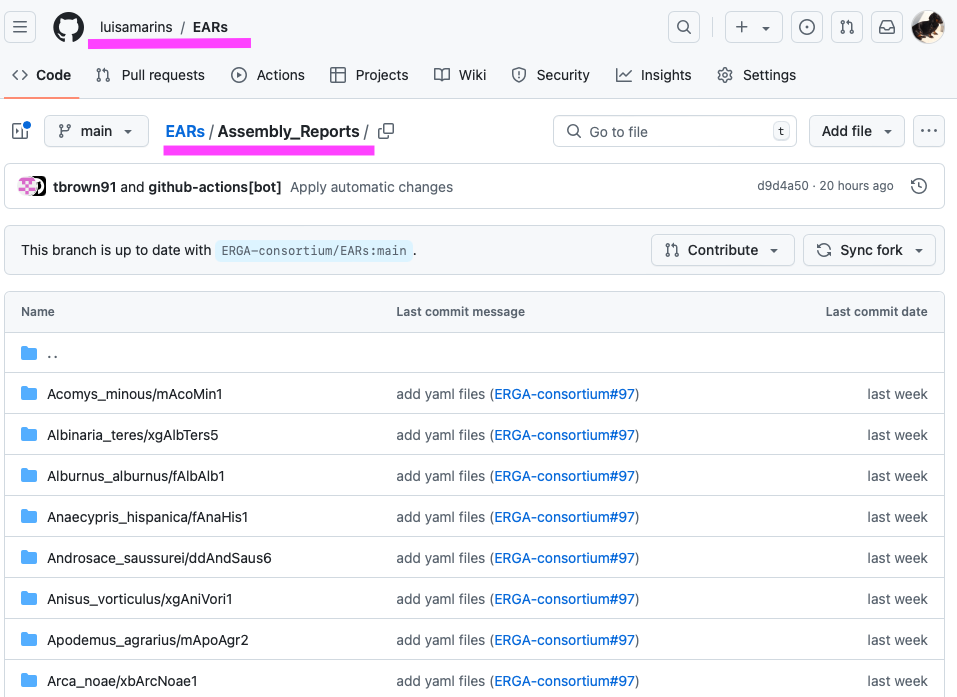 luisamarins / EARs
Code Pull requests Actions Projects Wiki Security Insights Settings
main EARs / Assembly_Reports / Go to file t Add file
tbrown91 and github-actions[bot] Apply automatic changes d9d4a50 · 20 hours ago
This branch is up to date with ERGA-consortium/EARs:main. Contribute Sync fork
Name Last commit message Last commit date
..
Acomys_minous/mAcoMin1 add yaml files (ERGA-consortium#97) last week
Albinaria_teres/xgAlbTers5 add yaml files (ERGA-consortium#97) last week
Alburnus_alburnus/fAlbAlb1 add yaml files (ERGA-consortium#97) last week
Anaecypris_hispanica/fAnaHis1 add yaml files (ERGA-consortium#97) last week
Androsace_saussurei/ddAndSaus6 add yaml files (ERGA-consortium#97) last week
Anisus_vorticulus/xgAniVori1 add yaml files (ERGA-consortium#97) last week
Apodemus_agrarius/mApoAgr2 add yaml files (ERGA-consortium#97) last week
Arca_noae/xbArcNoae1 add yaml files (ERGA-consortium#97) last week